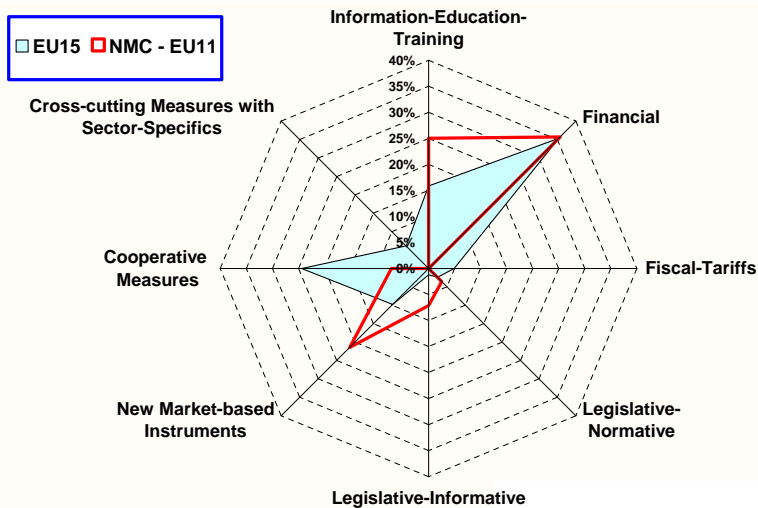 Information-Education-
Training
EU15 NMC - EU11
40%
35%
30%
25%
20%
15%
10%
5%
0%
Cross-cutting Measures with
Sector-Specifics
Financial
Cooperative
Measures
Fiscal-Tariffs
New Market-based
Instruments
Legislative-
Normative
Legislative-Informative